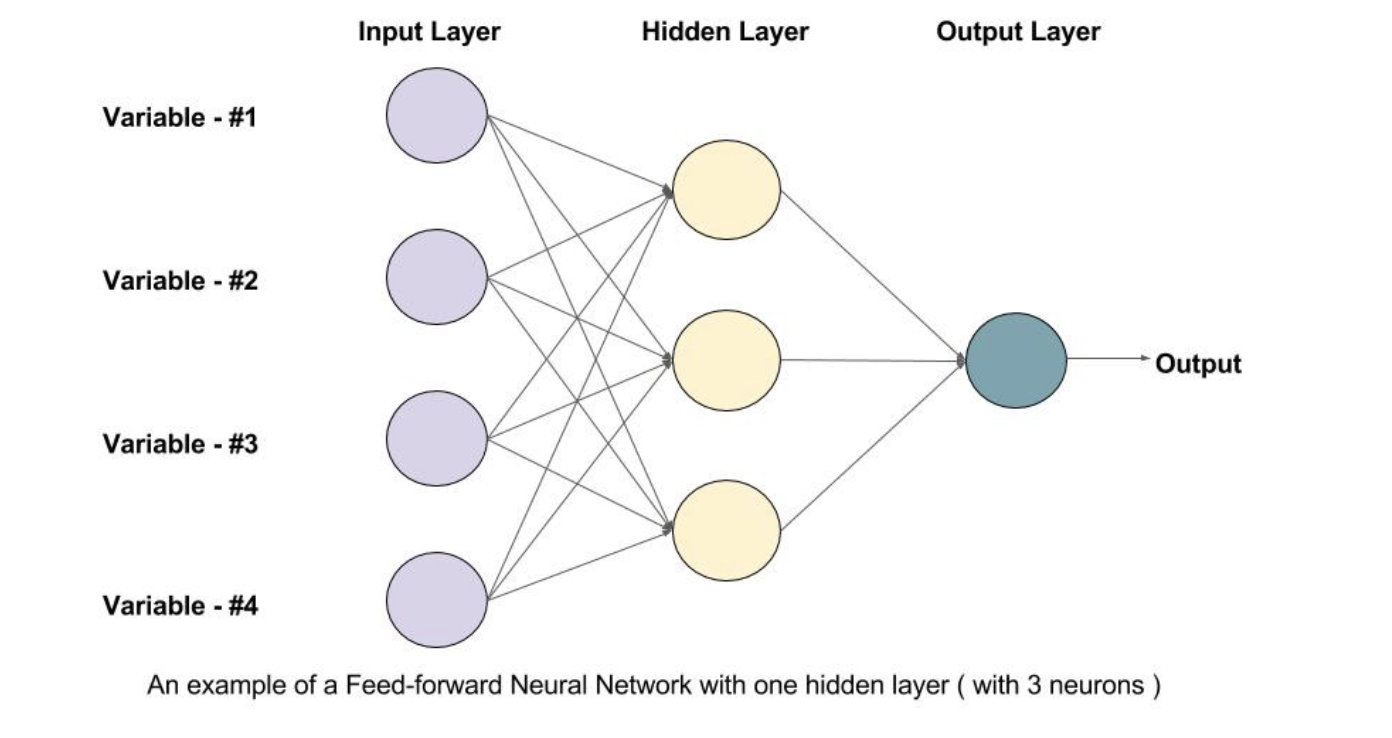 Input Layer
Hidden Layer
Output Layer
Variable - #1
Variable - #2
Variable - #3
Variable - #4
Output
An example of a Feed-forward Neural Network with one hidden layer ( with 3 neurons )